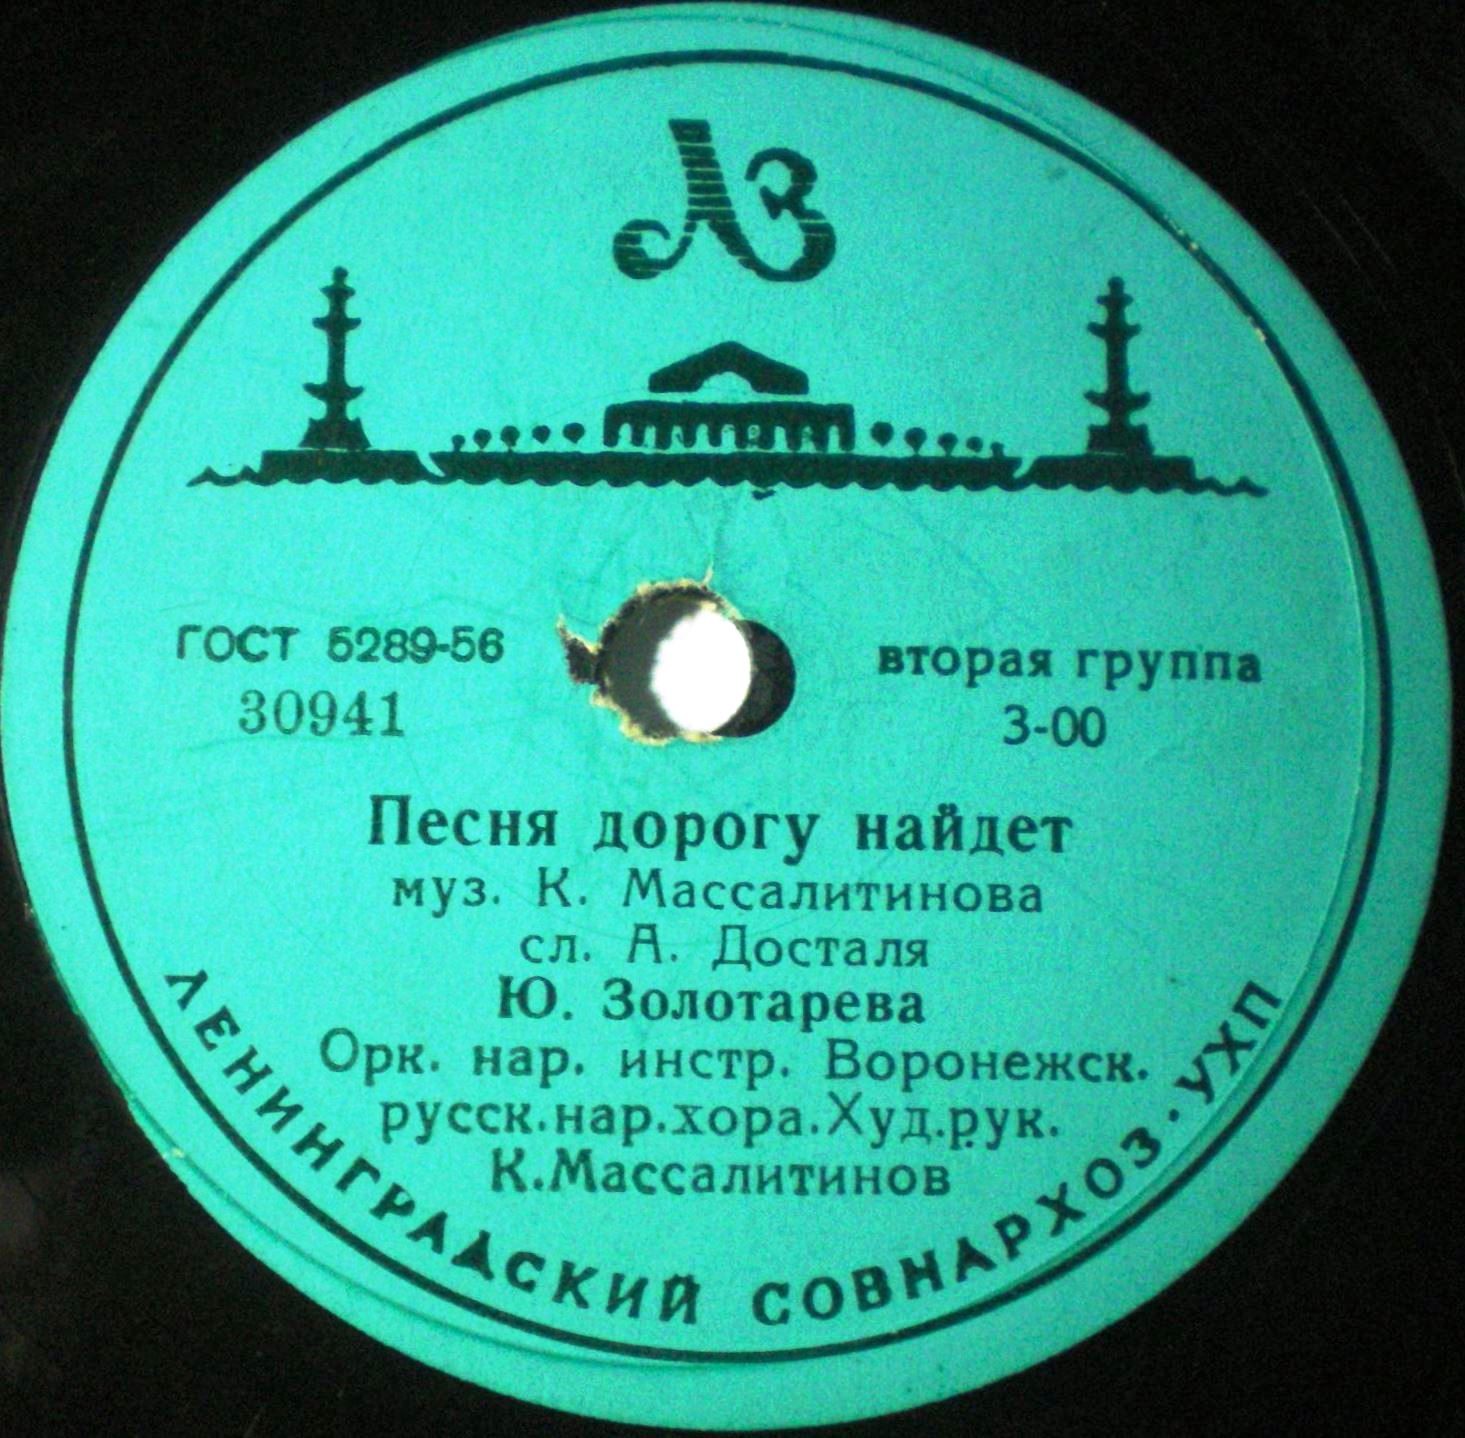 ЛЗ
ГОСТ 5289-56
30941
вторая группа
3-00
Песня дорогу найдет
муз. К. Массалитинова
сл. А. Досталя
Ю. Золотарева
Орк. нар. инстр. Воронежск.
русск.нар.хора.Худ.рук.
К.Массалитинов
ЛЕНИНГРАДСКИЙ СОВНАРХОЗ·УХП